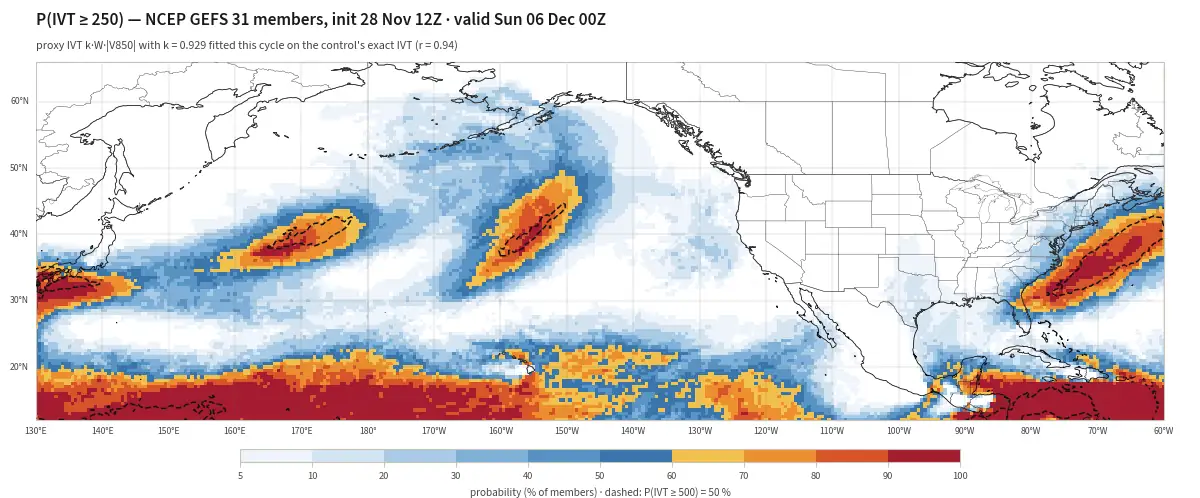 P(IVT ≥ 250) — NCEP GEFS 31 members, init 28 Nov 12Z · valid Sun 06 Dec 00Z
proxy IVT k·W·|V850| with k = 0.929 fitted this cycle on the control's exact IVT (r = 0.94)
60°N
50°N
40°N
30°N
20°N
130°E 140°E 150°E 160°E 170°E 180° 170°W 160°W 150°W 140°W 130°W 120°W 110°W 100°W 90°W 80°W 70°W 60°W
5 10 20 30 40 50 60 70 80 90 100
probability (% of members) · dashed: P(IVT ≥ 500) = 50 %